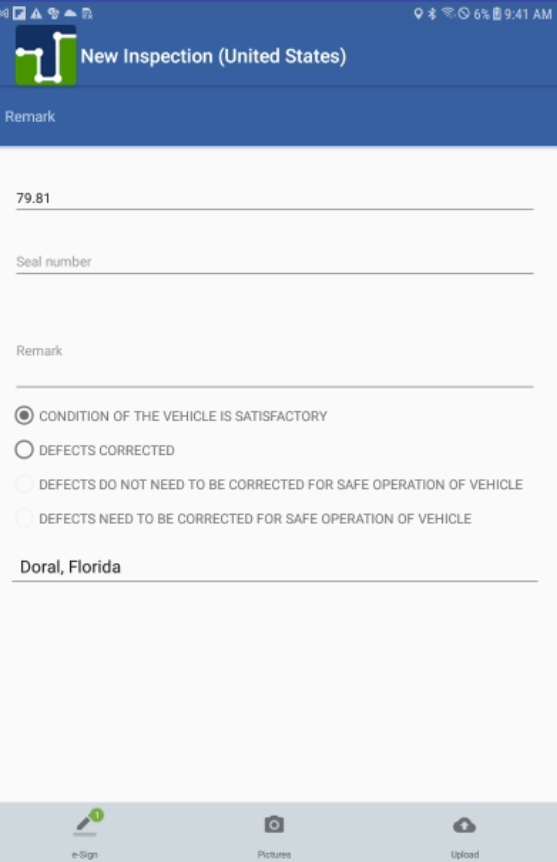 6% 9:41 AM
New Inspection (United States)
Remark
79.81
Seal number
Remark
CONDITION OF THE VEHICLE IS SATISFACTORY
DEFECTS CORRECTED
DEFECTS DO NOT NEED TO BE CORRECTED FOR SAFE OPERATION OF VEHICLE
DEFECTS NEED TO BE CORRECTED FOR SAFE OPERATION OF VEHICLE
Doral, Florida
1
e-Sign Pictures Upload